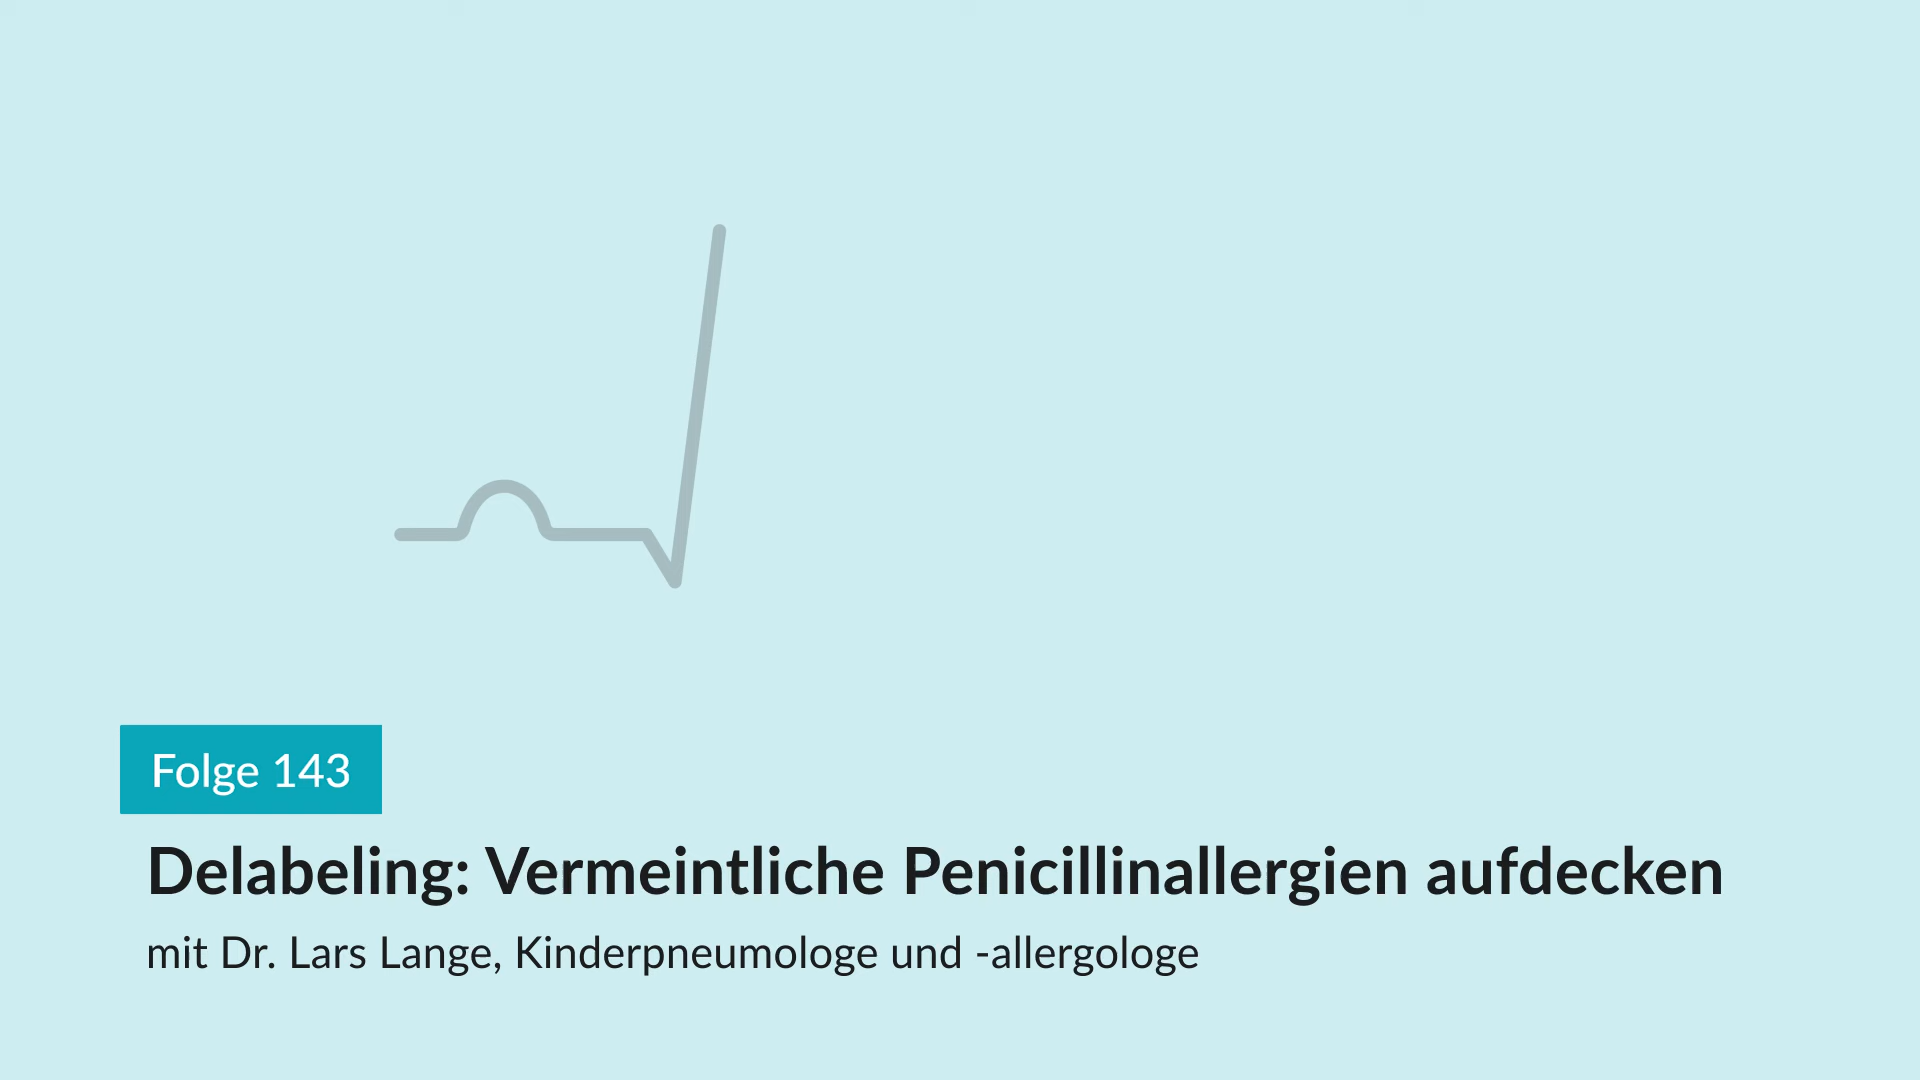 Folge 143
Delabeling: Vermeintliche Penicillinallergien aufdecken
mit Dr. Lars Lange, Kinderpneumologe und -allergologe